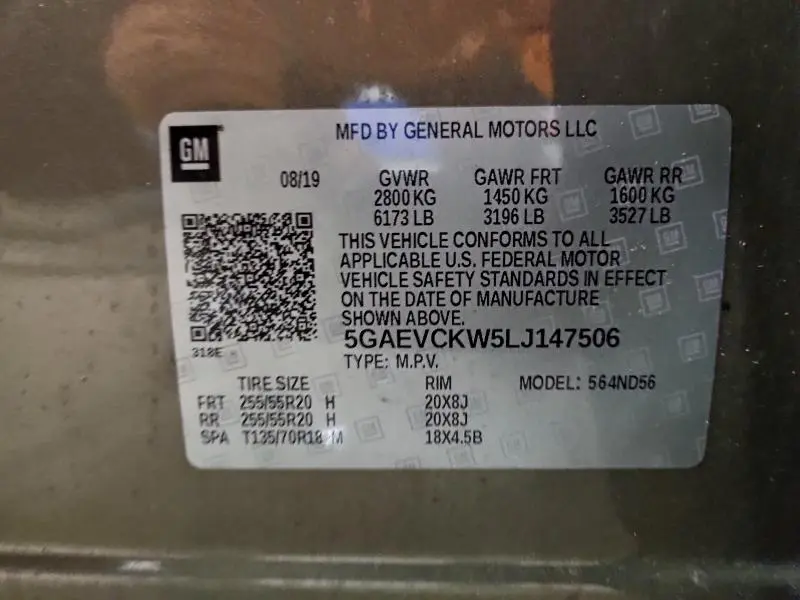 MFD BY GENERAL MOTORS LLC
GM
08/19 GVWR GAWR FRT GAWR RR
2800 KG 1450 KG 1600 KG
6173 LB 3196 LB 3527 LB
THIS VEHICLE CONFORMS TO ALL
APPLICABLE U.S. FEDERAL MOTOR
VEHICLE SAFETY STANDARDS IN EFFECT
ON THE DATE OF MANUFACTURE
SHOWN ABOVE.
318E
5GAEVCKW5LJ147506
TYPE: M.P.V.
TIRE SIZE RIM MODEL: 564ND56
FRT 255/55R20 H 20X8J
RR 255/55R20 H 20X8J
SPA T135/70R18 M 18X4.5B